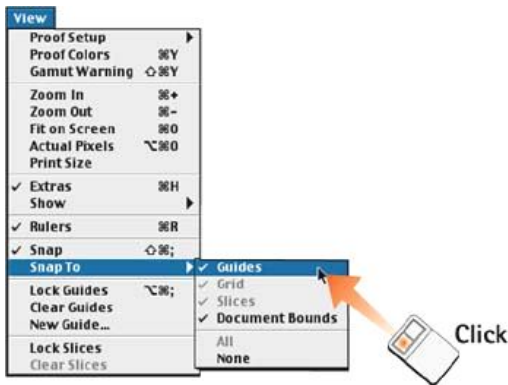 View
Proof Setup
Proof Colors ⌘Y
Gamut Warning ⇧⌘Y
Zoom In ⌘+
Zoom Out ⌘-
Fit on Screen ⌘0
Actual Pixels ⌥⌘0
Print Size
✓ Extras ⌘H
Show
✓ Rulers ⌘R
✓ Snap ⇧⌘;
Snap To
Lock Guides ⌥⌘;
Clear Guides
New Guide...
Lock Slices
Clear Slices
✓ Guides
✓ Grid
✓ Slices
✓ Document Bounds
All
None
Click